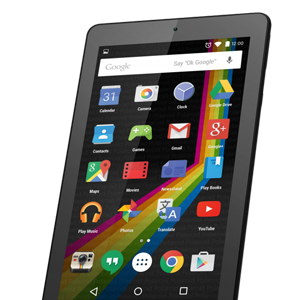 12:00
Google Say "Ok Google"
31
Calendar Camera Clock Google Drive
Contacts Games Gmail Google+
Maps Movies Newsstand Play Books
Play Music Photos Translate YouTube